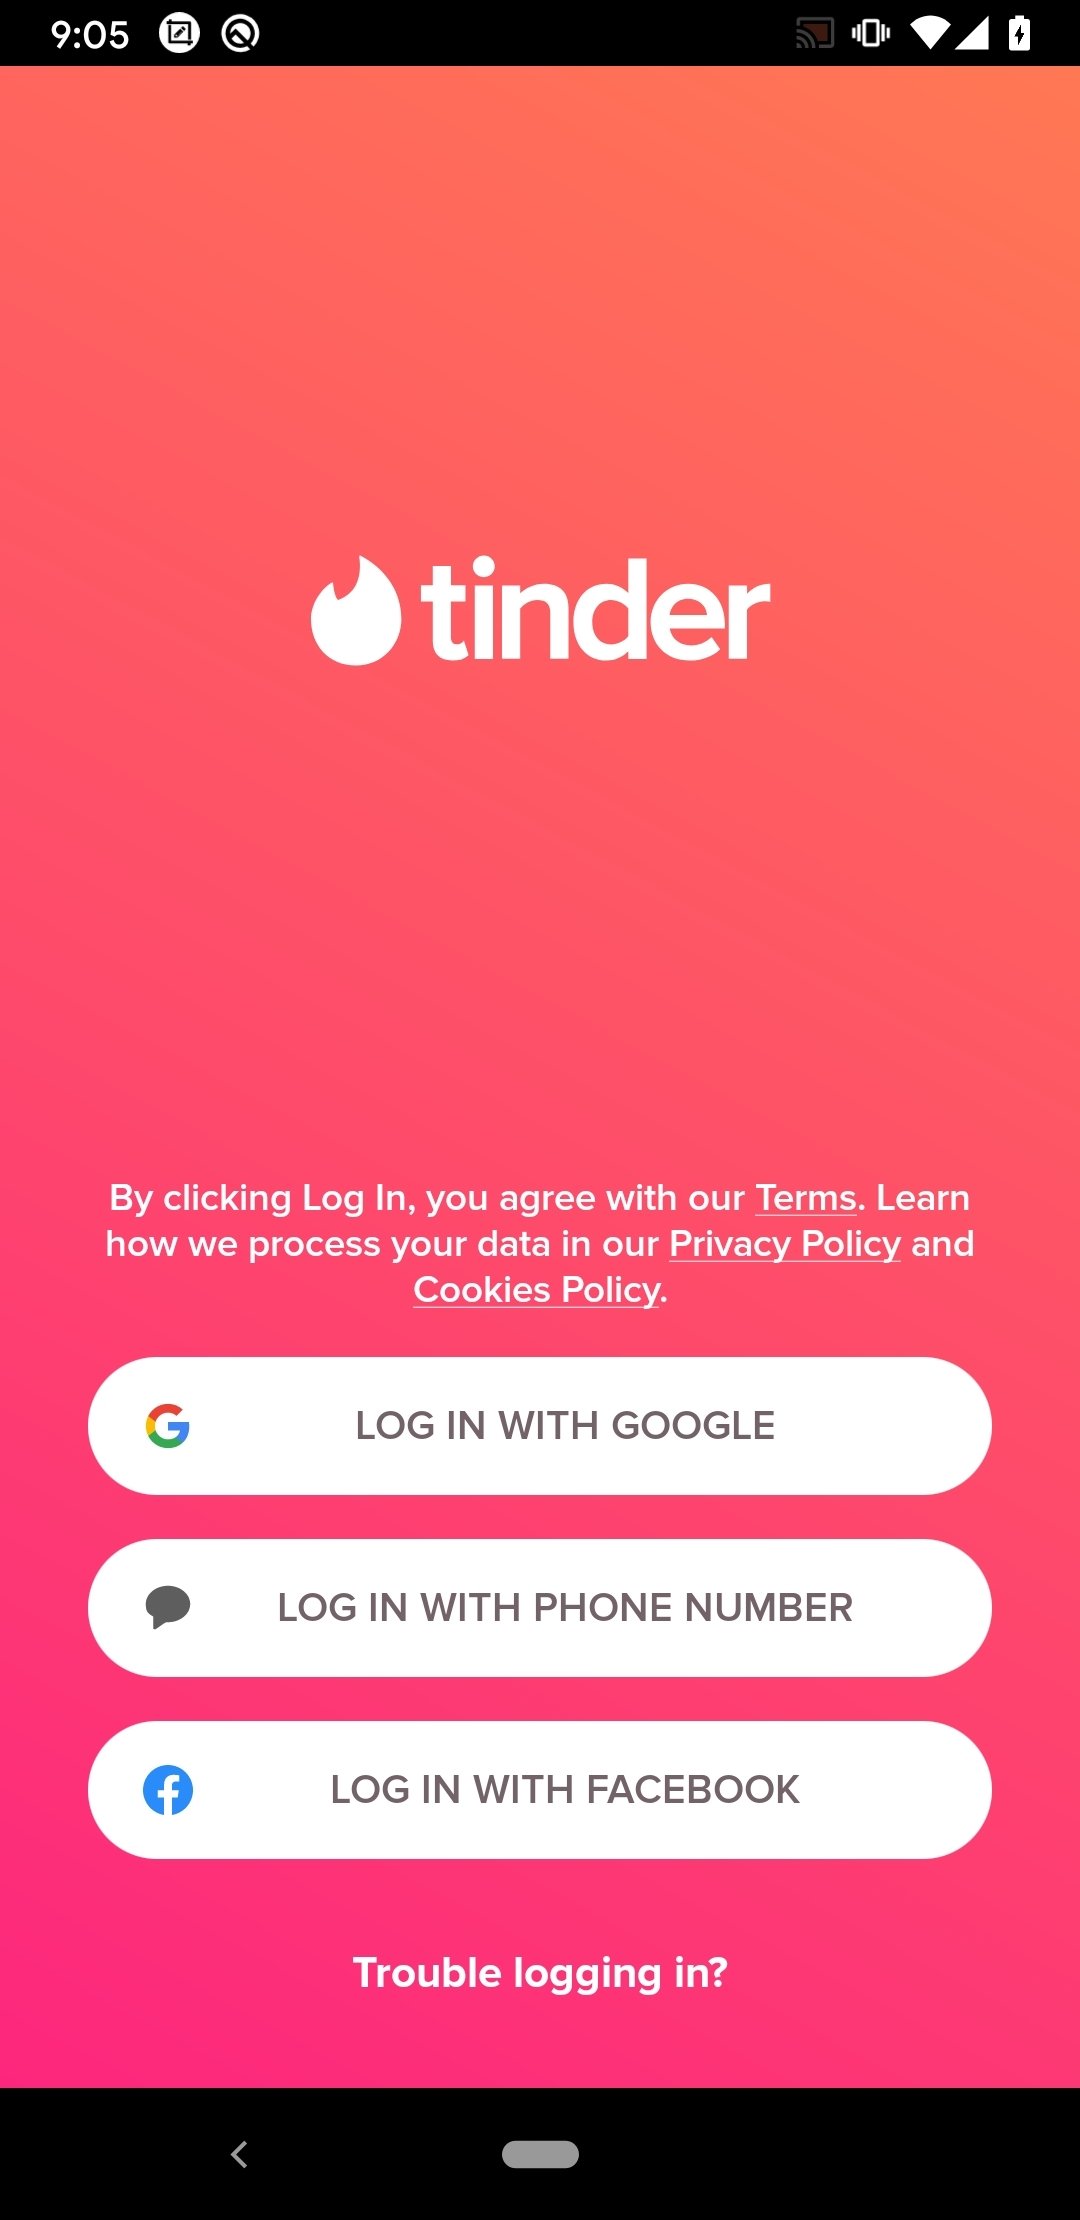 9:05
tinder
By clicking Log In, you agree with our Terms. Learn
how we process your data in our Privacy Policy and
Cookies Policy.
LOG IN WITH GOOGLE
LOG IN WITH PHONE NUMBER
LOG IN WITH FACEBOOK
Trouble logging in?